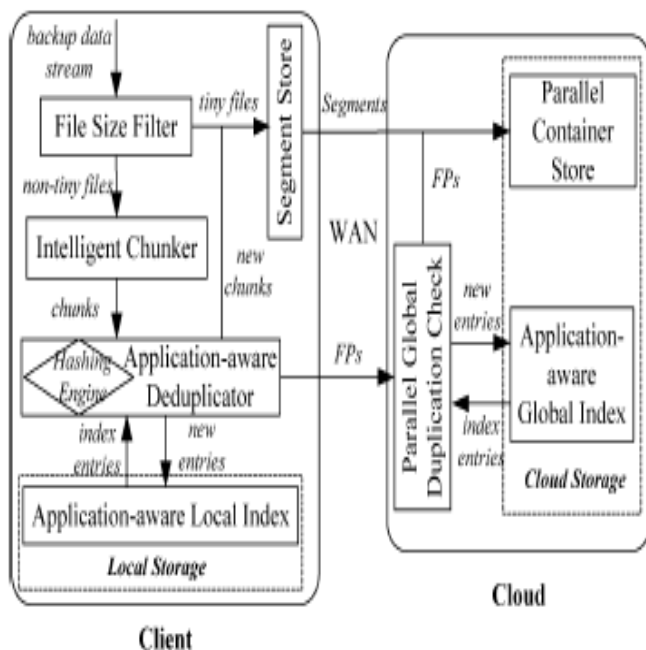 backup data
stream
File Size Filter
tiny files
Segment Store
Segments
Parallel
Container
Store
non-tiny files
FPs
Intelligent Chunker
WAN
new
chunks
chunks
Hashing
Engine
Application-aware
Deduplicator
FPs
Parallel Global
Duplication Check
new
entries
Application-
aware
Global Index
index
entries
Cloud Storage
index
entries
new
entries
Application-aware Local Index
Local Storage
Cloud
Client